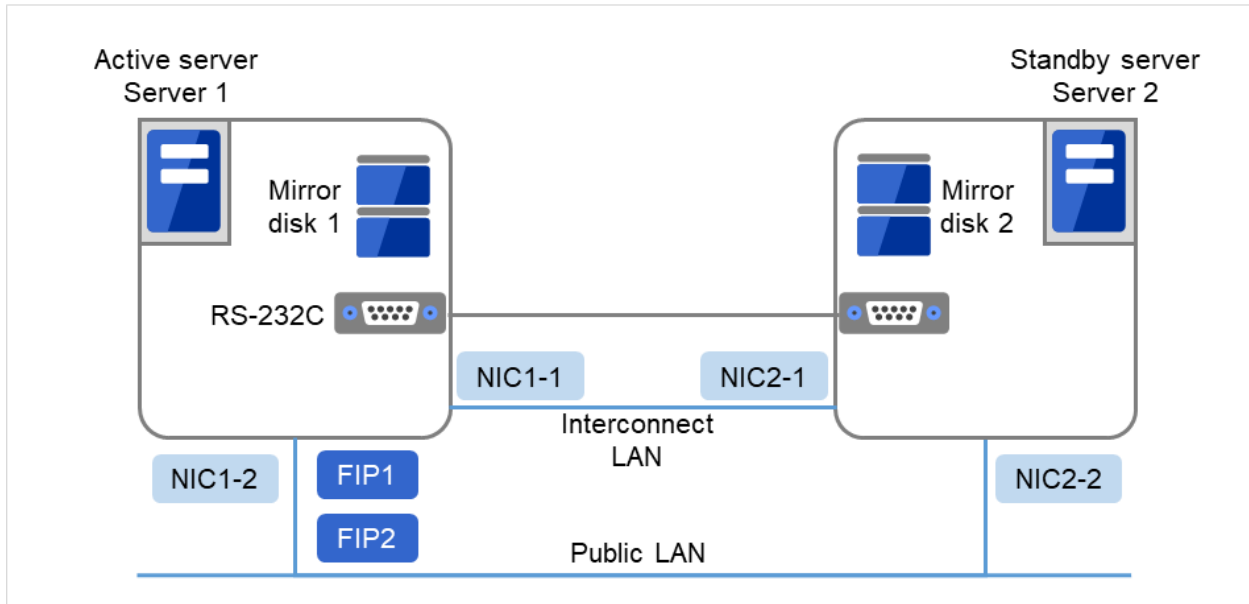 Active server
Server 1
Standby server
Server 2
Mirror
disk 1
Mirror
disk 2
RS-232C
NIC1-1
NIC2-1
Interconnect
LAN
NIC1-2
FIP1
NIC2-2
FIP2
Public LAN